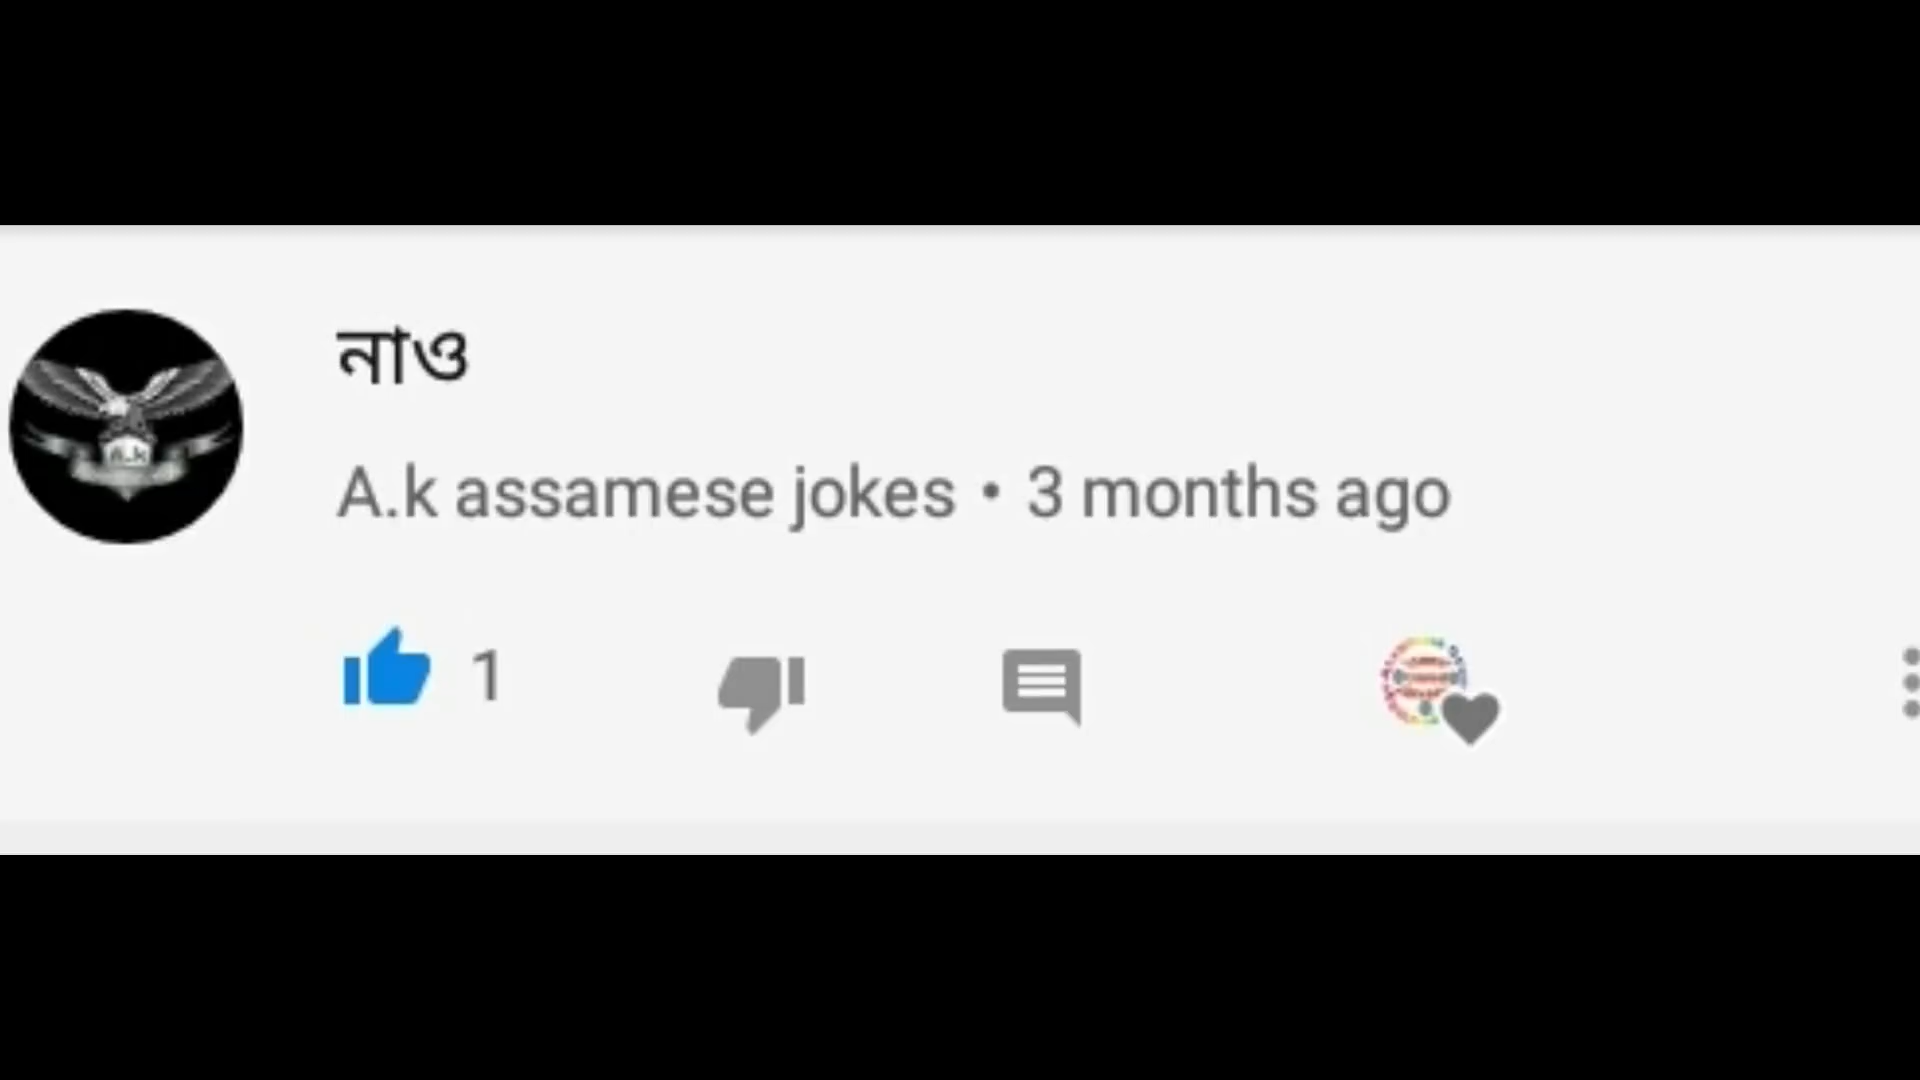 নাও
A.k assamese jokes • 3 months ago
1
A.k